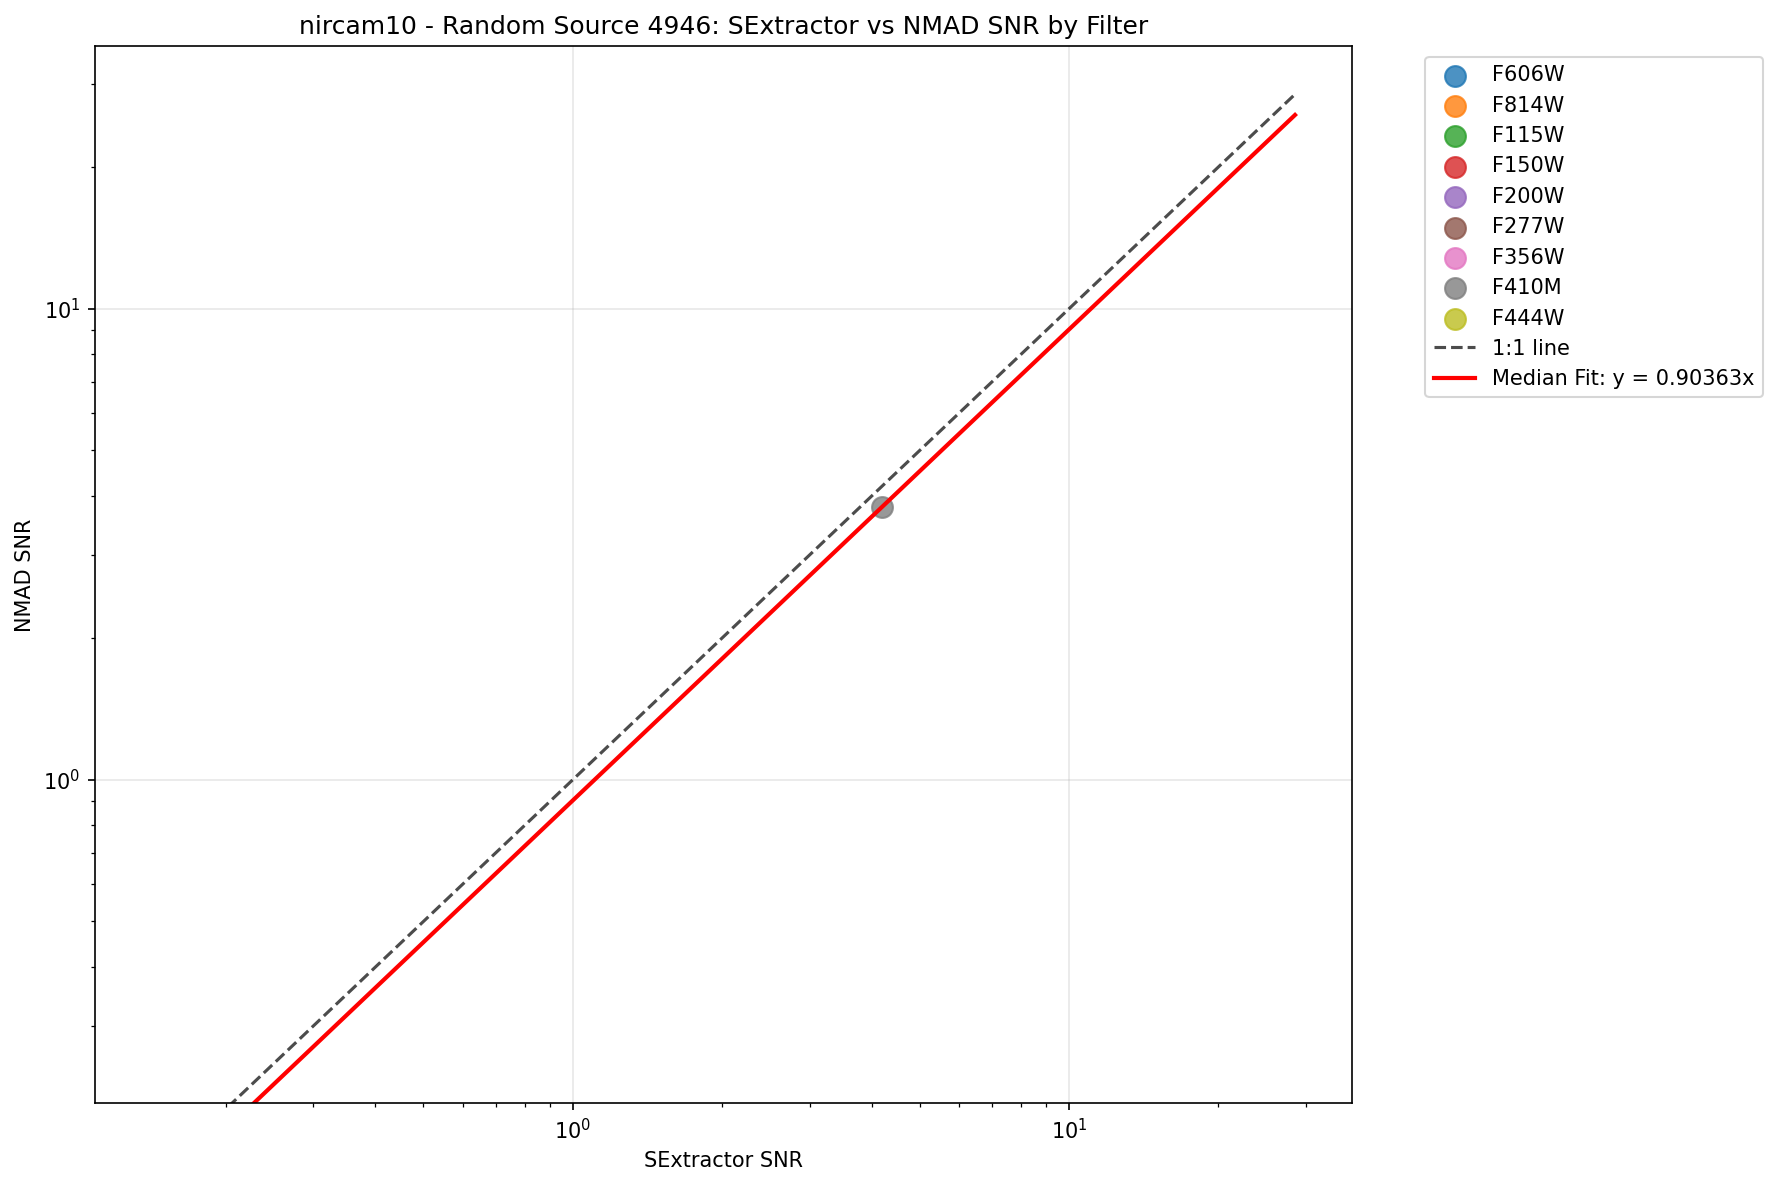 nircam10 - Random Source 4946: SExtractor vs NMAD SNR by Filter
F606W
F814W
F115W
F150W
F200W
F277W
F356W
F410M
F444W
1:1 line
Median Fit: y = 0.90363x
NMAD SNR
10¹
10⁰
10⁰ 10¹
SExtractor SNR